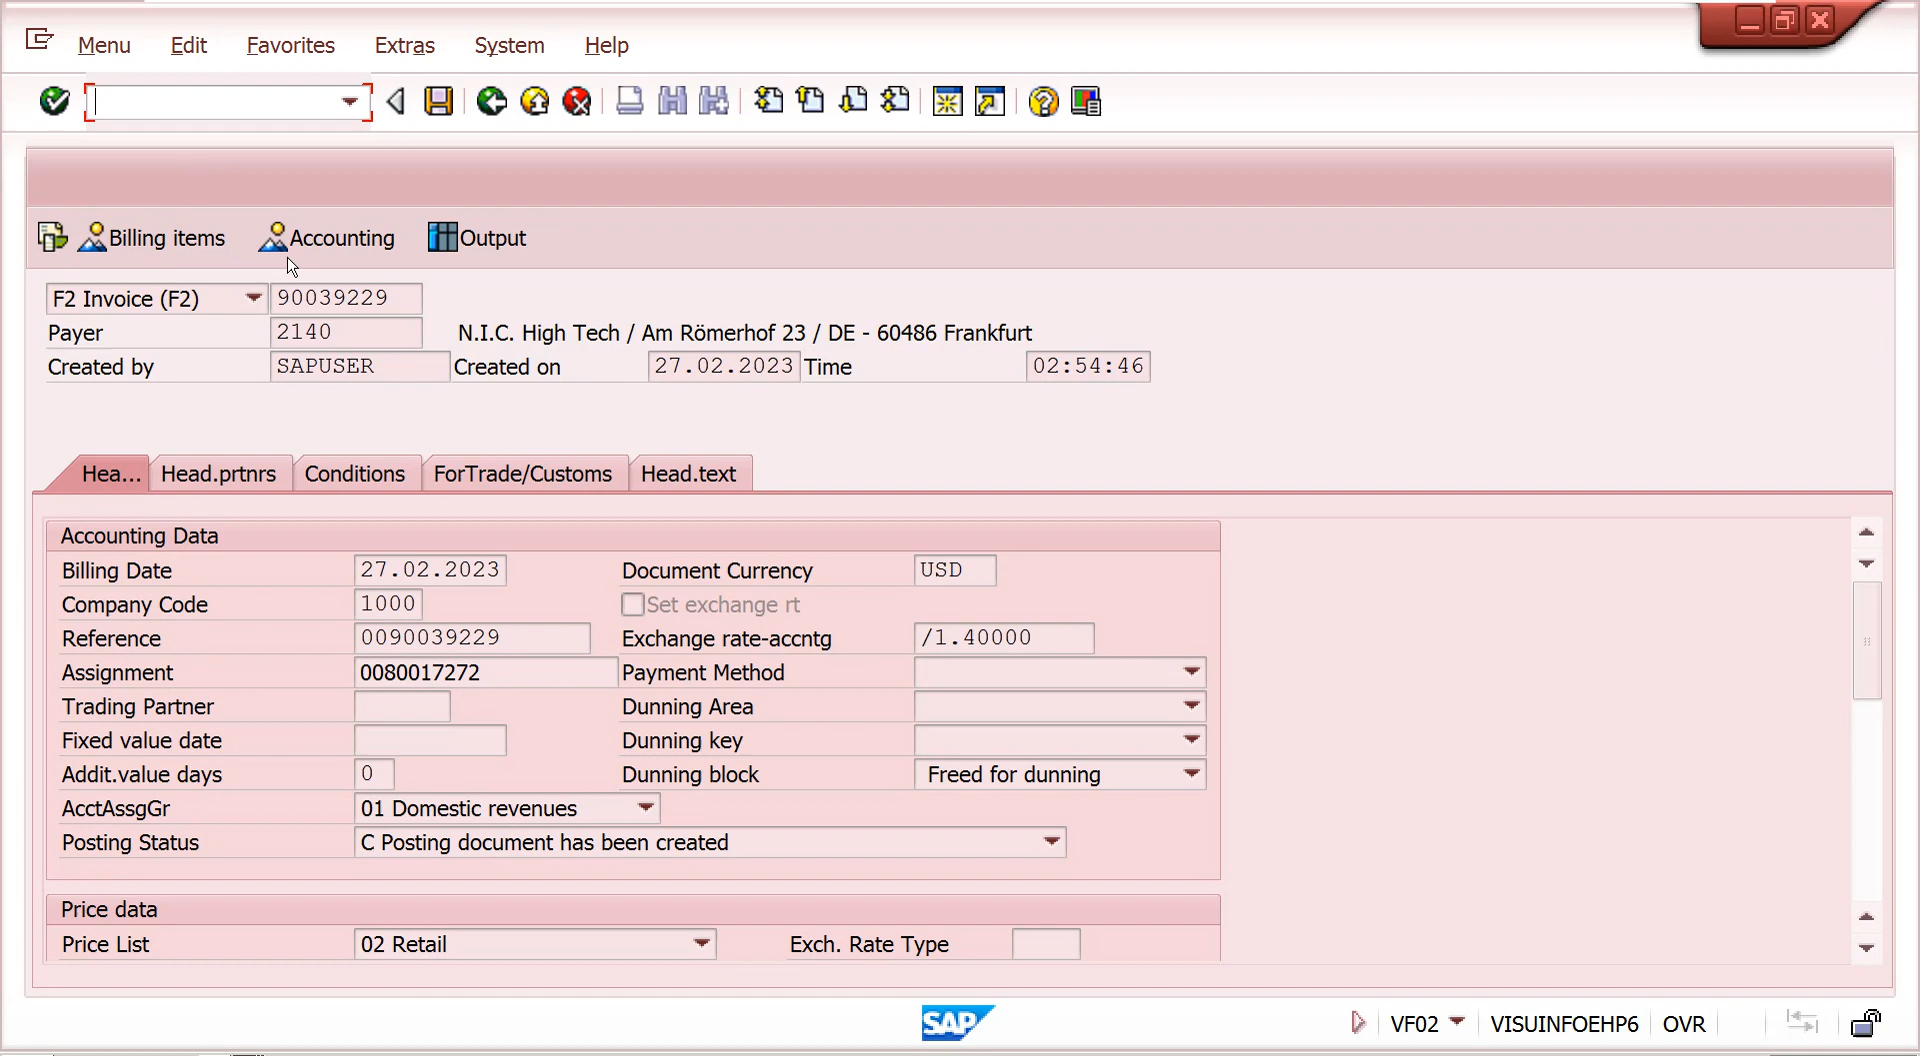 Menu Edit Favorites Extras System Help
Billing items Accounting Output
F2 Invoice (F2) 90039229
Payer 2140 N.I.C. High Tech / Am Römerhof 23 / DE - 60486 Frankfurt
Created by SAPUSER Created on 27.02.2023 Time 02:54:46
Hea... Head.prtnrs Conditions ForTrade/Customs Head.text
Accounting Data
Billing Date 27.02.2023 Document Currency USD
Company Code 1000 Set exchange rt
Reference 0090039229 Exchange rate-accntg /1.40000
Assignment 0080017272 Payment Method
Trading Partner Dunning Area
Fixed value date Dunning key
Addit.value days 0 Dunning block Freed for dunning
AcctAssgGr 01 Domestic revenues
Posting Status C Posting document has been created
Price data
Price List 02 Retail Exch. Rate Type
SAP VF02 VISUINFOEHP6 OVR